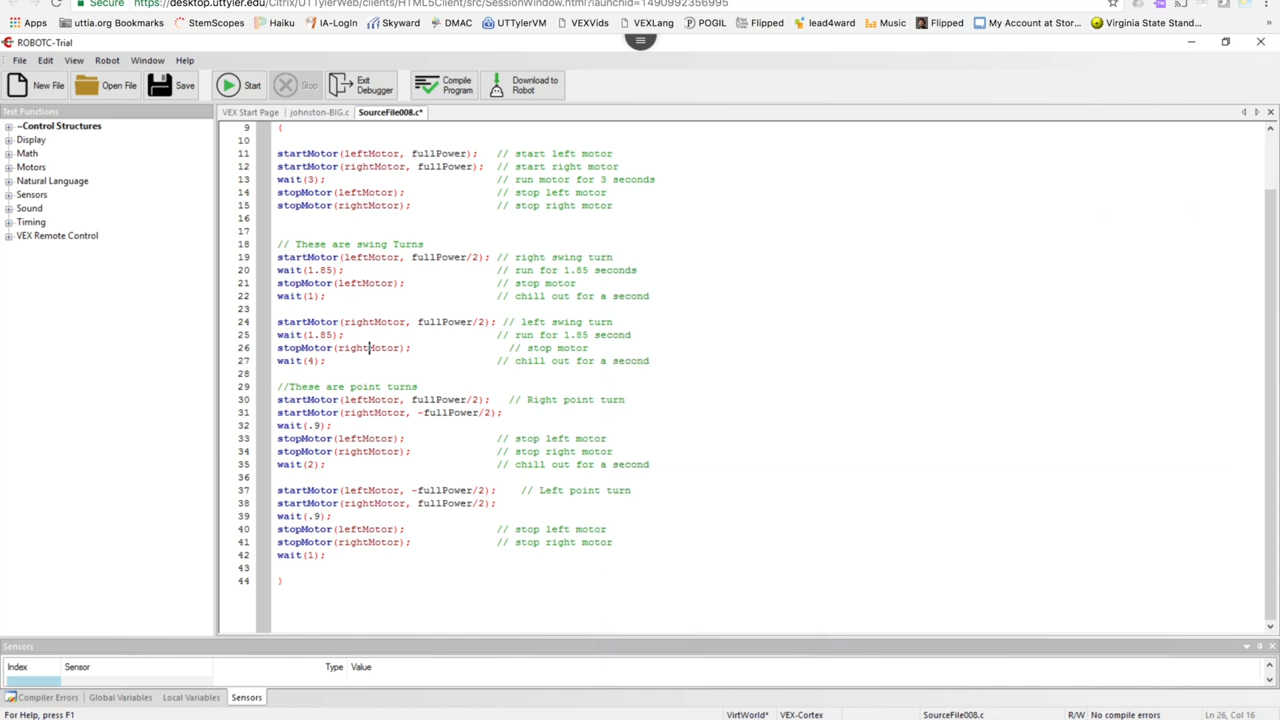 Secure https://desktop.uttyler.edu/Citrix/UTTylerWeb/clients/HTML5Client/src/SessionWindow.html?launchid=1490992356995
Apps uttia.org Bookmarks StemScopes Haiku IA-Login Skyward DMAC UTTylerVM VEXVids VEXLang POGIL Flipped lead4ward Music Flipped My Account at Stor... Virginia State Stand...
ROBOTC-Trial
File Edit View Robot Window Help
New File Open File Save Start Stop Exit Debugger Compile Program Download to Robot
Text Functions
VEX Start Page johnston-BIG.c SourceFile008.c*
~Control Structures
Display
Math
Motors
Natural Language
Sensors
Sound
Timing
VEX Remote Control
9 {
10
11 startMotor(leftMotor, fullPower); // start left motor
12 startMotor(rightMotor, fullPower); // start right motor
13 wait(3); // run motor for 3 seconds
14 stopMotor(leftMotor); // stop left motor
15 stopMotor(rightMotor); // stop right motor
16
17
18 // These are swing Turns
19 startMotor(leftMotor, fullPower/2); // right swing turn
20 wait(1.85); // run for 1.85 seconds
21 stopMotor(leftMotor); // stop motor
22 wait(1); // chill out for a second
23
24 startMotor(rightMotor, fullPower/2); // left swing turn
25 wait(1.85); // run for 1.85 second
26 stopMotor(rightMotor); // stop motor
27 wait(4); // chill out for a second
28
29 //These are point turns
30 startMotor(leftMotor, fullPower/2); // Right point turn
31 startMotor(rightMotor, -fullPower/2);
32 wait(.9);
33 stopMotor(leftMotor); // stop left motor
34 stopMotor(rightMotor); // stop right motor
35 wait(2); // chill out for a second
36
37 startMotor(leftMotor, -fullPower/2); // Left point turn
38 startMotor(rightMotor, fullPower/2);
39 wait(.9);
40 stopMotor(leftMotor); // stop left motor
41 stopMotor(rightMotor); // stop right motor
42 wait(1);
43
44 }
Sensors
Index Sensor Type Value
Compiler Errors Global Variables Local Variables Sensors
For Help, press F1 VirtWorld* VEX-Cortex SourceFile008.c R/W No compile errors Ln 26, Col 16